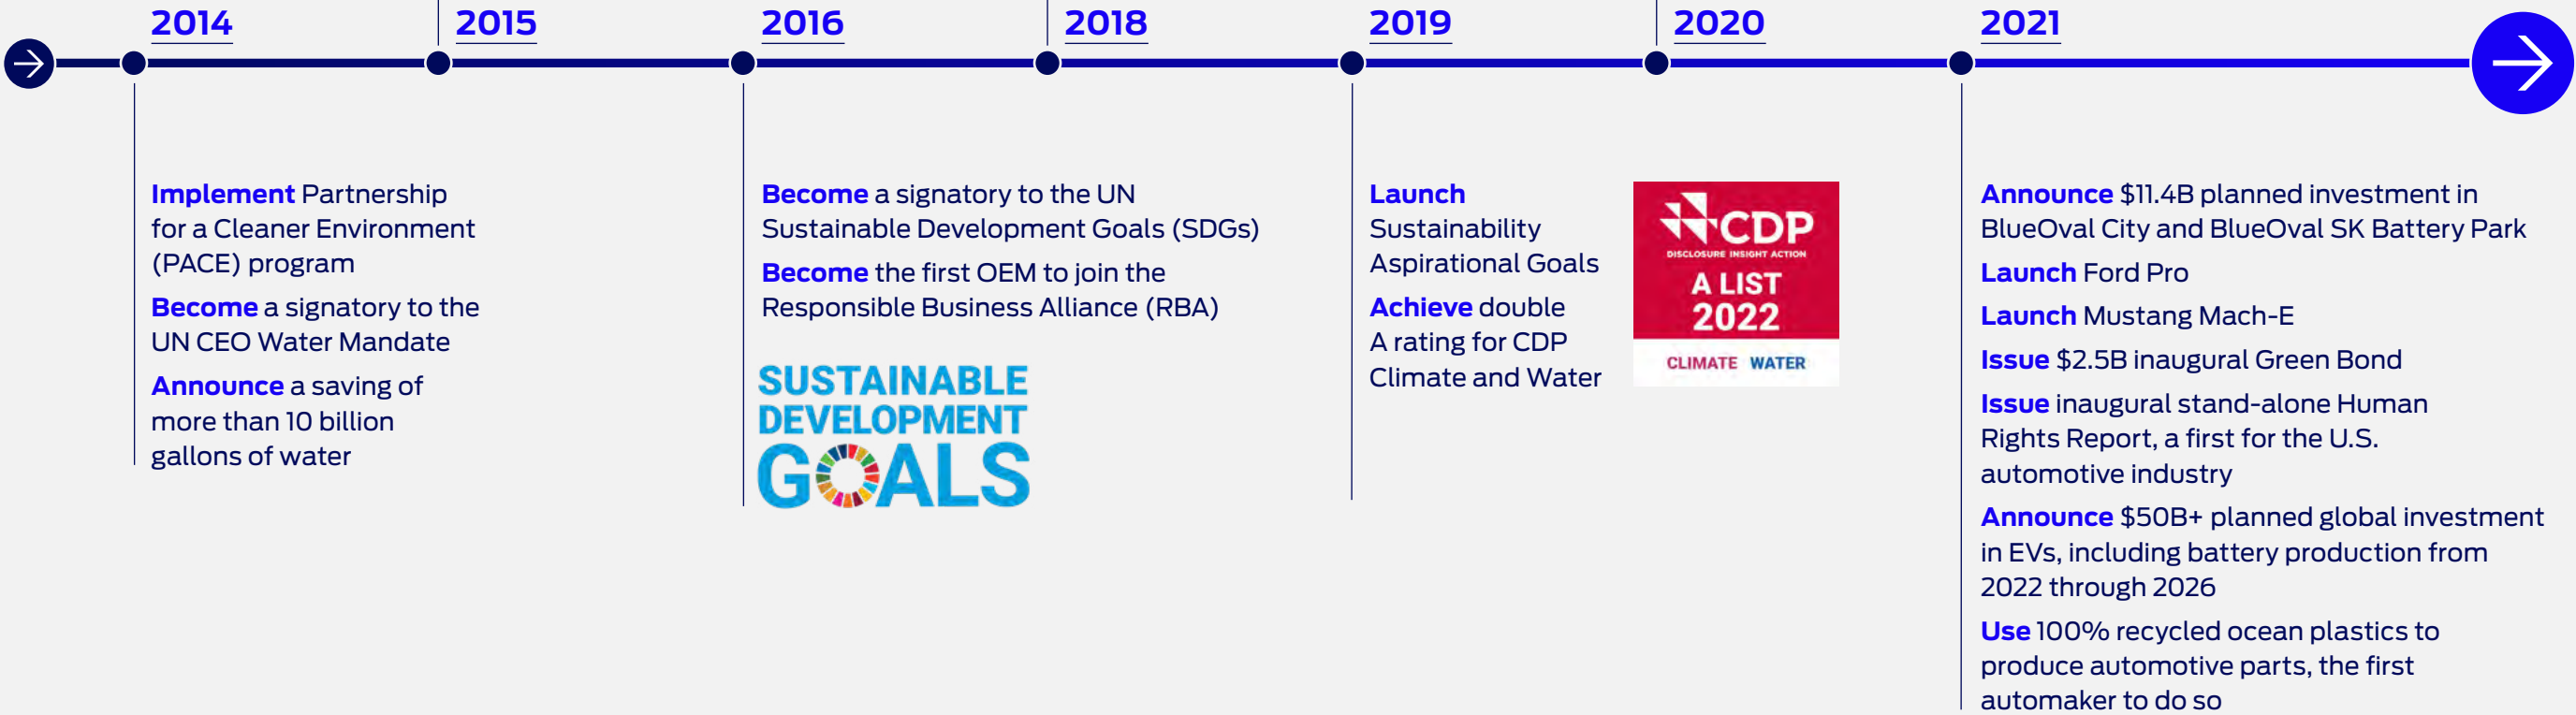 2014
2015
2016
2018
2019
2020
2021
Implement Partnership
for a Cleaner Environment
(PACE) program
Become a signatory to the
UN CEO Water Mandate
Announce a saving of
more than 10 billion
gallons of water
Become a signatory to the UN
Sustainable Development Goals (SDGs)
Become the first OEM to join the
Responsible Business Alliance (RBA)
SUSTAINABLE
DEVELOPMENT
GOALS
Launch
Sustainability
Aspirational Goals
Achieve double
A rating for CDP
Climate and Water
CDP
DISCLOSURE INSIGHT ACTION
A LIST
2022
CLIMATE WATER
Announce $11.4B planned investment in
BlueOval City and BlueOval SK Battery Park
Launch Ford Pro
Launch Mustang Mach-E
Issue $2.5B inaugural Green Bond
Issue inaugural stand-alone Human
Rights Report, a first for the U.S.
automotive industry
Announce $50B+ planned global investment
in EVs, including battery production from
2022 through 2026
Use 100% recycled ocean plastics to
produce automotive parts, the first
automaker to do so